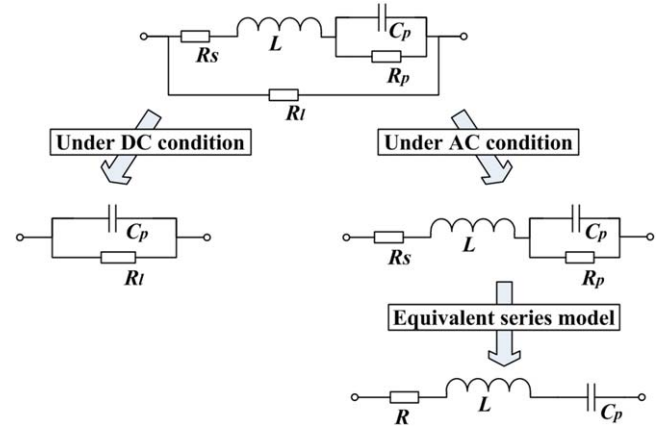 Cp
Rs L
Rp
Rl
Under DC condition Under AC condition
Cp Cp
Rs L
Rl Rp
Equivalent series model
R L Cp